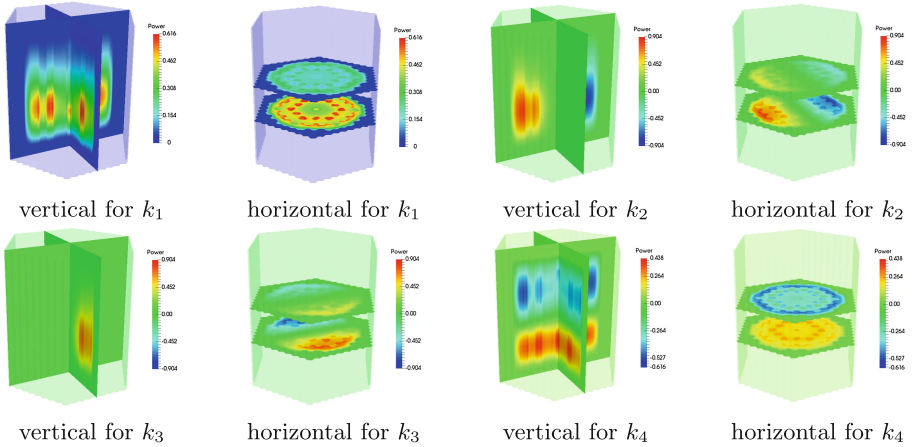 Power
0.616
0.462
0.308
0.154
0
Power
0.616
0.462
0.308
0.154
0
Power
0.904
0.452
0.00
-0.452
-0.904
Power
0.904
0.452
0.00
-0.452
-0.904
vertical for k1
horizontal for k1
vertical for k2
horizontal for k2
Power
0.904
0.452
0.00
-0.452
-0.904
Power
0.904
0.452
0.00
-0.452
-0.904
Power
0.438
0.264
0.00
-0.264
-0.527
-0.616
Power
0.438
0.264
0.00
-0.264
-0.527
-0.616
vertical for k3
horizontal for k3
vertical for k4
horizontal for k4